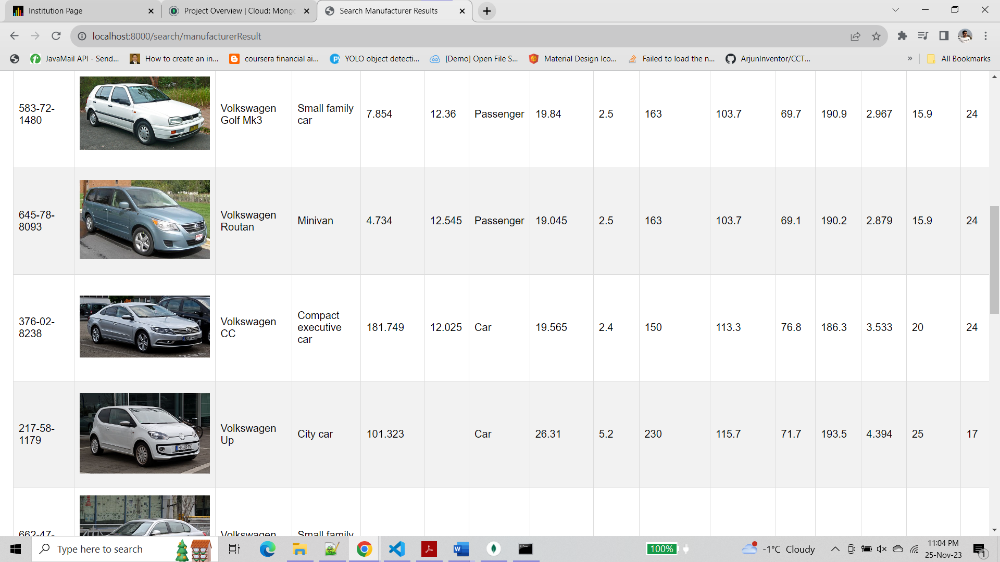 Institution Page
Project Overview | Cloud: Mong
Search Manufacturer Results
localhost:8000/search/manufacturerResult
JavaMail API - Send...
How to create an in...
coursera financial ai...
YOLO object detecti...
[Demo] Open File S...
Material Design Ico...
Failed to load the n...
ArjunInventor/CCT...
»
All Bookmarks
583-72-
1480
Volkswagen
Golf Mk3
Small family
car
7.854
12.36
Passenger
19.84
2.5
163
103.7
69.7
190.9
2.967
15.9
24
645-78-
8093
Volkswagen
Routan
Minivan
4.734
12.545
Passenger
19.045
2.5
163
103.7
69.1
190.2
2.879
15.9
24
376-02-
8238
Volkswagen
CC
Compact
executive
car
181.749
12.025
Car
19.565
2.4
150
113.3
76.8
186.3
3.533
20
24
217-58-
1179
Volkswagen
Up
City car
101.323
Car
26.31
5.2
230
115.7
71.7
193.5
4.394
25
17
662-47-
Volkswagen
Small family
Type here to search
100%
-1°C Cloudy
11:04 PM
25-Nov-23
1